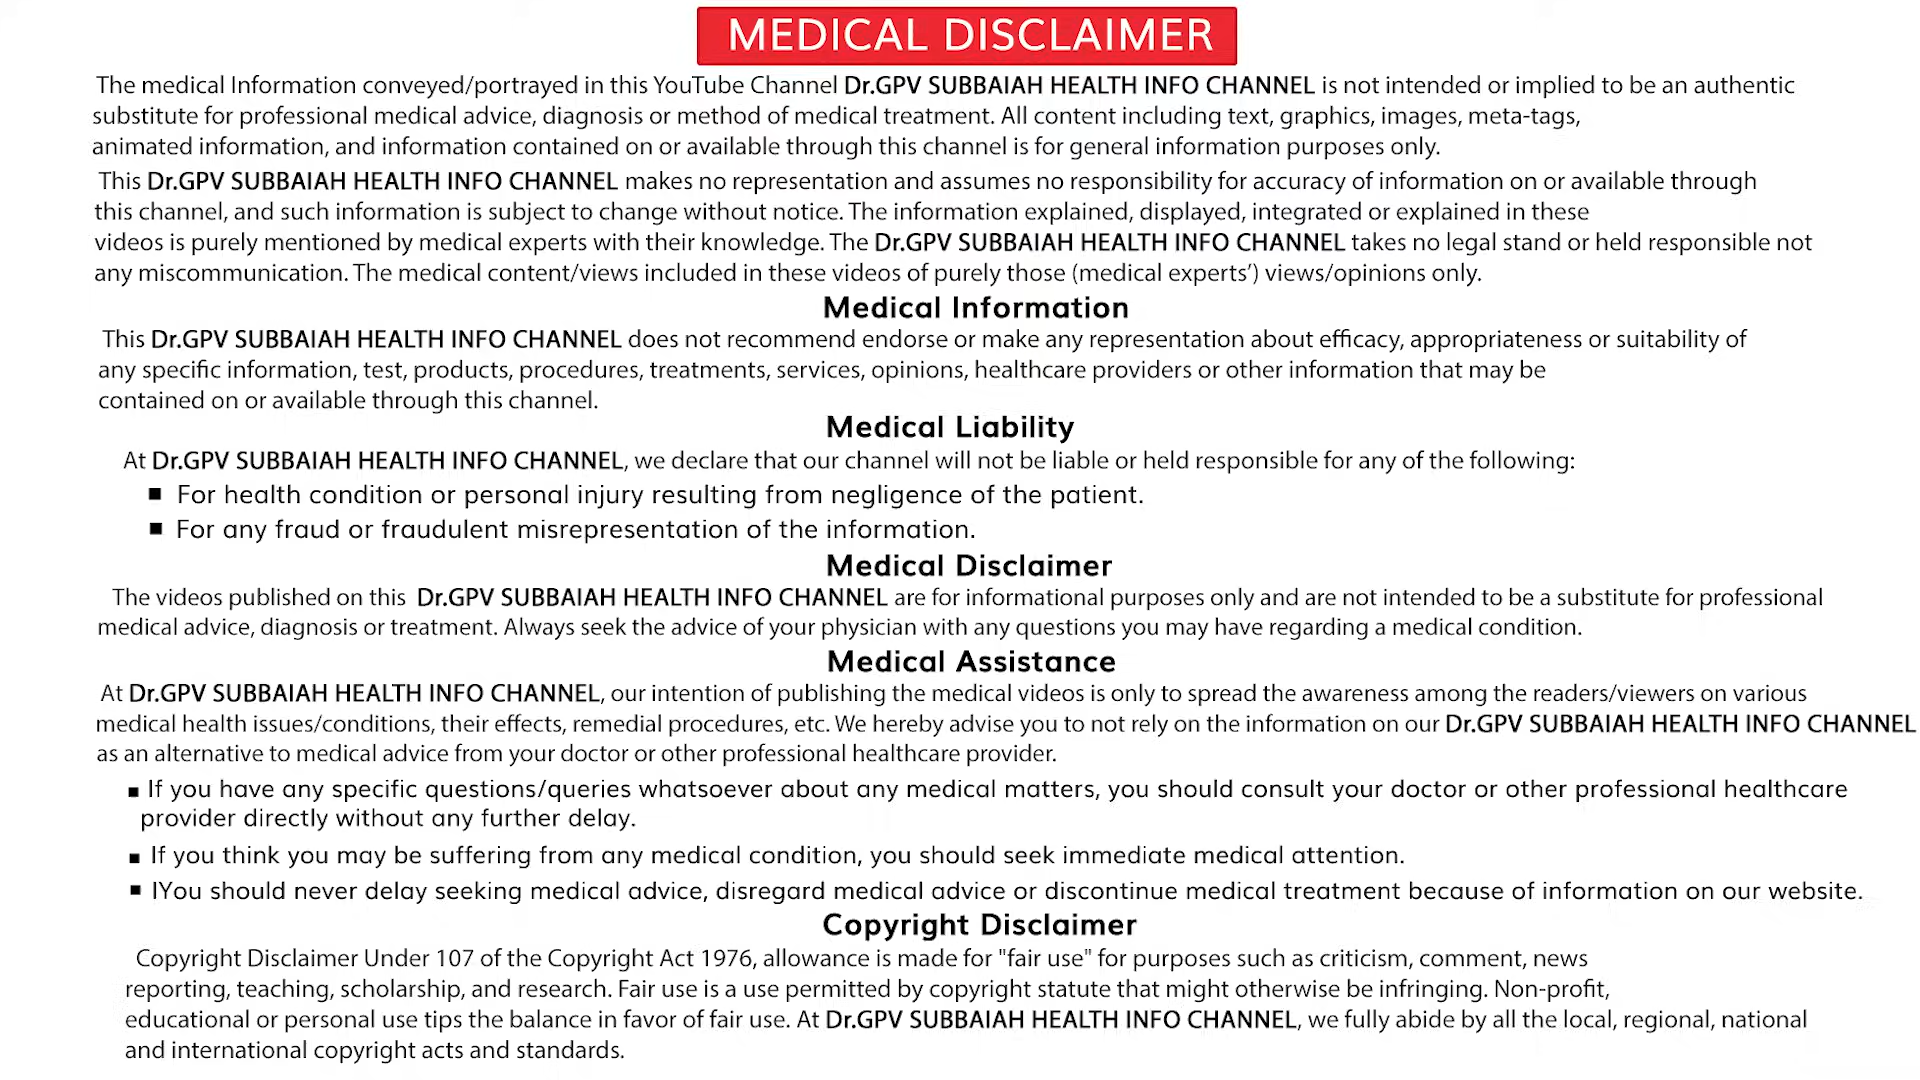 MEDICAL DISCLAIMER
The medical Information conveyed/portrayed in this YouTube Channel Dr.GPV SUBBAIAH HEALTH INFO CHANNEL is not intended or implied to be an authentic
substitute for professional medical advice, diagnosis or method of medical treatment. All content including text, graphics, images, meta-tags,
animated information, and information contained on or available through this channel is for general information purposes only.
This Dr.GPV SUBBAIAH HEALTH INFO CHANNEL makes no representation and assumes no responsibility for accuracy of information on or available through
this channel, and such information is subject to change without notice. The information explained, displayed, integrated or explained in these
videos is purely mentioned by medical experts with their knowledge. The Dr.GPV SUBBAIAH HEALTH INFO CHANNEL takes no legal stand or held responsible not
any miscommunication. The medical content/views included in these videos of purely those (medical experts’) views/opinions only.
Medical Information
This Dr.GPV SUBBAIAH HEALTH INFO CHANNEL does not recommend endorse or make any representation about efficacy, appropriateness or suitability of
any specific information, test, products, procedures, treatments, services, opinions, healthcare providers or other information that may be
contained on or available through this channel.
Medical Liability
At Dr.GPV SUBBAIAH HEALTH INFO CHANNEL, we declare that our channel will not be liable or held responsible for any of the following:
■ For health condition or personal injury resulting from negligence of the patient.
■ For any fraud or fraudulent misrepresentation of the information.
Medical Disclaimer
The videos published on this Dr.GPV SUBBAIAH HEALTH INFO CHANNEL are for informational purposes only and are not intended to be a substitute for professional
medical advice, diagnosis or treatment. Always seek the advice of your physician with any questions you may have regarding a medical condition.
Medical Assistance
At Dr.GPV SUBBAIAH HEALTH INFO CHANNEL, our intention of publishing the medical videos is only to spread the awareness among the readers/viewers on various
medical health issues/conditions, their effects, remedial procedures, etc. We hereby advise you to not rely on the information on our Dr.GPV SUBBAIAH HEALTH INFO CHANNEL
as an alternative to medical advice from your doctor or other professional healthcare provider.
■ If you have any specific questions/queries whatsoever about any medical matters, you should consult your doctor or other professional healthcare
provider directly without any further delay.
■ If you think you may be suffering from any medical condition, you should seek immediate medical attention.
■ IYou should never delay seeking medical advice, disregard medical advice or discontinue medical treatment because of information on our website.
Copyright Disclaimer
Copyright Disclaimer Under 107 of the Copyright Act 1976, allowance is made for "fair use" for purposes such as criticism, comment, news
reporting, teaching, scholarship, and research. Fair use is a use permitted by copyright statute that might otherwise be infringing. Non-profit,
educational or personal use tips the balance in favor of fair use. At Dr.GPV SUBBAIAH HEALTH INFO CHANNEL, we fully abide by all the local, regional, national
and international copyright acts and standards.